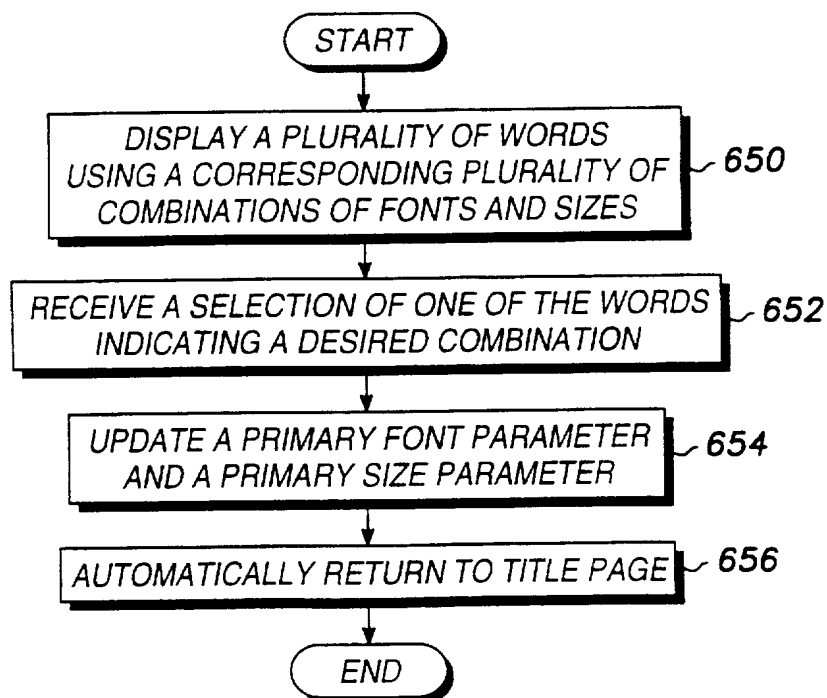 START
DISPLAY A PLURALITY OF WORDS
USING A CORRESPONDING PLURALITY OF
COMBINATIONS OF FONTS AND SIZES
650
RECEIVE A SELECTION OF ONE OF THE WORDS
INDICATING A DESIRED COMBINATION
652
UPDATE A PRIMARY FONT PARAMETER
AND A PRIMARY SIZE PARAMETER
654
AUTOMATICALLY RETURN TO TITLE PAGE
656
END